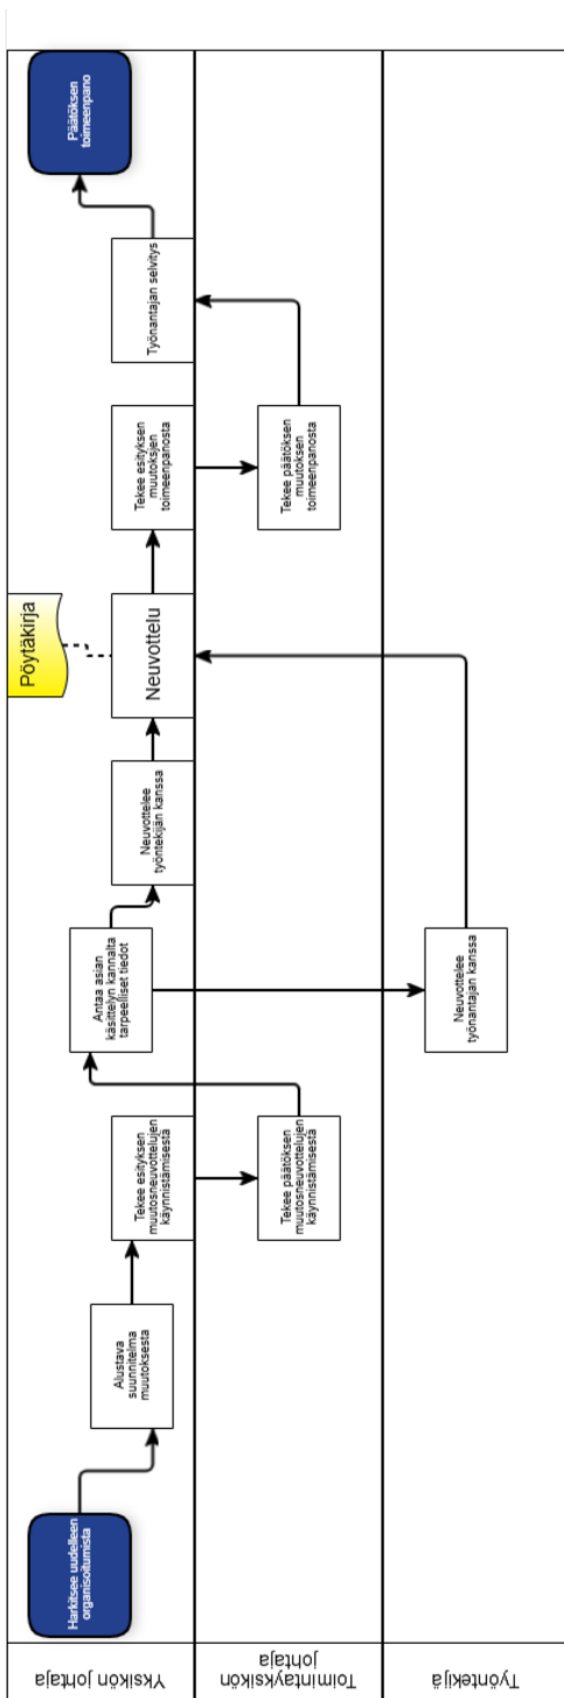 Yksikön johtaja
Harkitsee uudelleen
organisoitumista
Alustava
suunnitelma
muutoksesta
Tekee esityksen
muutosneuvottelujen
käynnistämisestä
Antaa asian
käsittelyn kannalta
tarpeelliset tiedot
Neuvottelee
työntekijän kanssa
Pöytäkirja
Neuvottelu
Tekee esityksen
muutoksjen
toimeenpanosta
Työnantajan selvitys
Päätöksen
toimeenpano
Toimintayksikön
johtaja
Tekee päätöksen
muutosneuvottelujen
käynnistämisestä
Tekee päätöksen
muutoksen
toimeenpanosta
Työntekijä
Neuvottelee
työnantajan kanssa